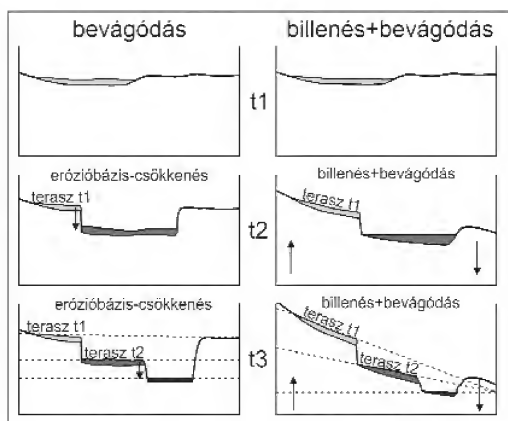 bevágódás
billenés+bevágódás
t1
erózióbázis-csökkenés
terasz t1
t2
billenés+bevágódás
terasz t1
erózióbázis-csökkenés
terasz t1
terasz t2
t3
billenés+bevágódás
terasz t1
terasz t2